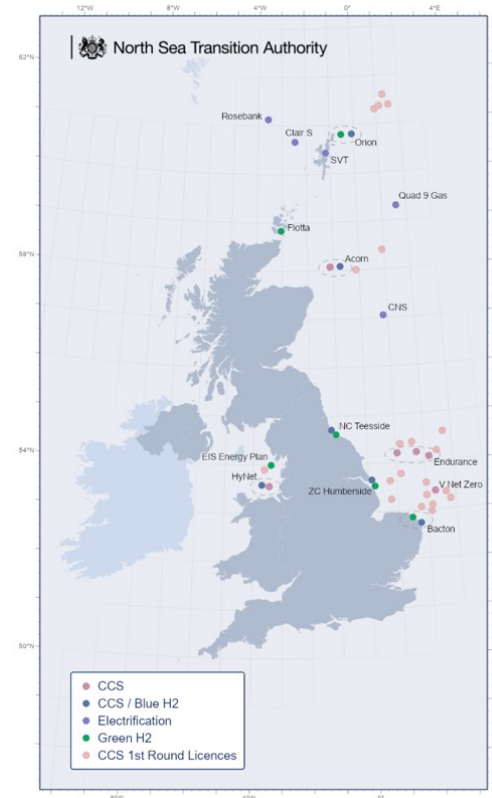 12°W 8°W 4°W 0° 4°E
North Sea Transition Authority
62°N
Rosebank
Clair S
Orion
SVT
Quad 9 Gas
Flotta
58°N
Acorn
CNS
NC Teesside
54°N
EIS Energy Plan
Endurance
HyNet
V Net Zero
ZC Humberside
Bacton
50°N
CCS
CCS / Blue H2
Electrification
Green H2
CCS 1st Round Licences